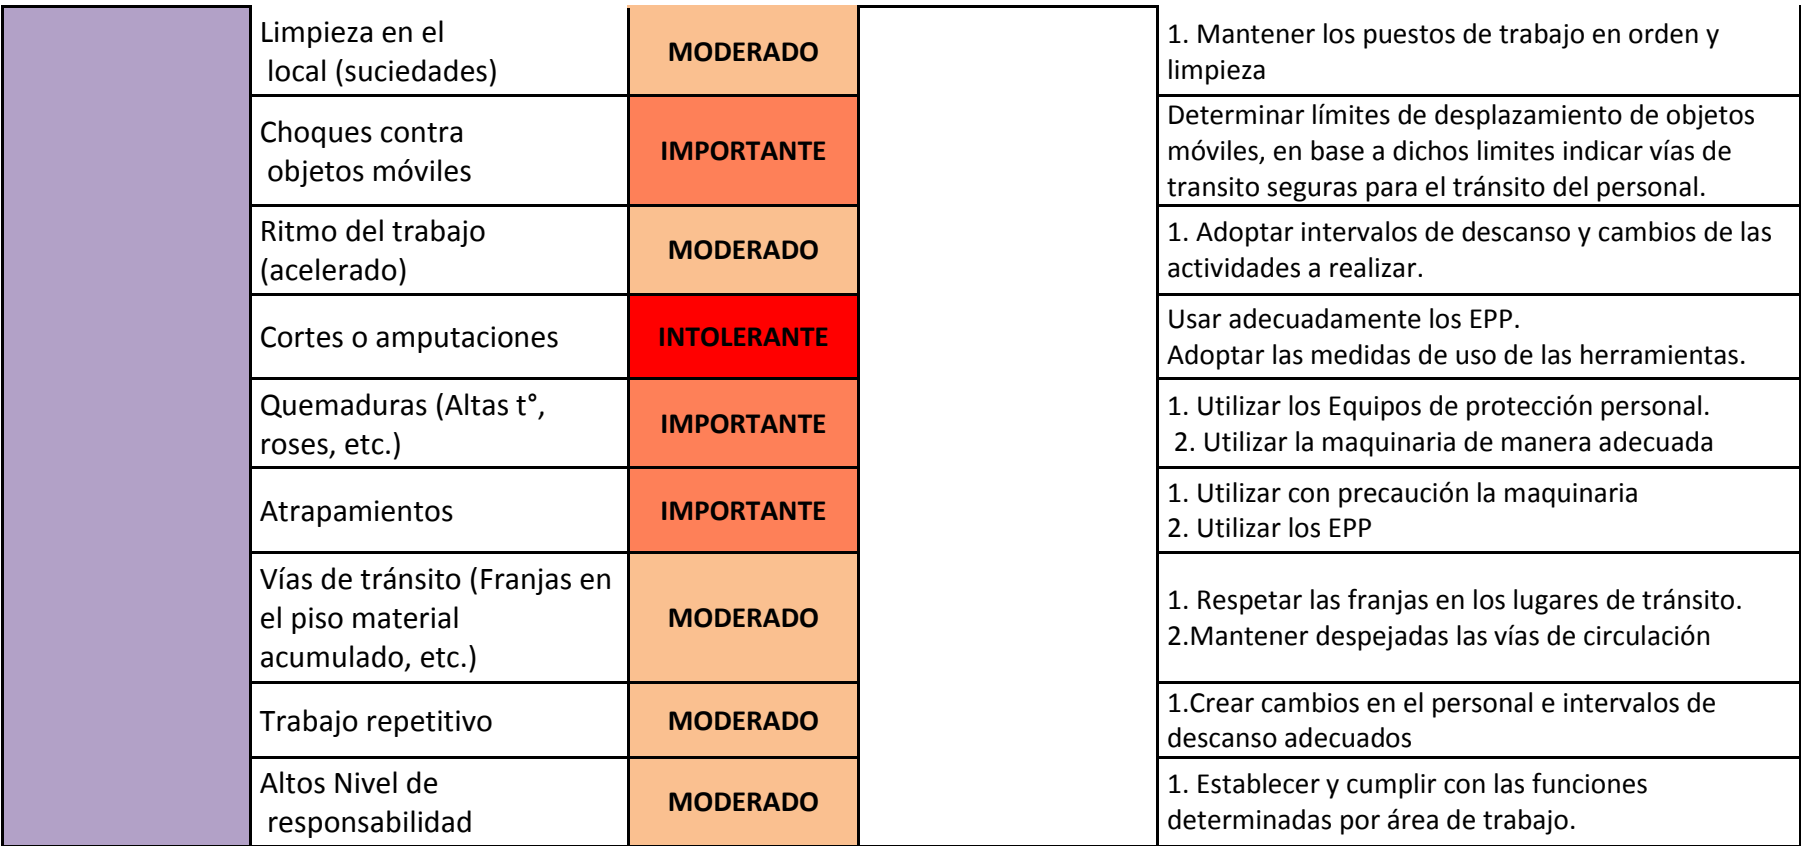 Limpieza en el
local (suciedades)
MODERADO
1. Mantener los puestos de trabajo en orden y
limpieza
Choques contra
objetos móviles
IMPORTANTE
Determinar límites de desplazamiento de objetos
móviles, en base a dichos limites indicar vías de
transito seguras para el tránsito del personal.
Ritmo del trabajo
(acelerado)
MODERADO
1. Adoptar intervalos de descanso y cambios de las
actividades a realizar.
Cortes o amputaciones
INTOLERANTE
Usar adecuadamente los EPP.
Adoptar las medidas de uso de las herramientas.
Quemaduras (Altas t°,
roses, etc.)
IMPORTANTE
1. Utilizar los Equipos de protección personal.
2. Utilizar la maquinaria de manera adecuada
Atrapamientos
IMPORTANTE
1. Utilizar con precaución la maquinaria
2. Utilizar los EPP
Vías de tránsito (Franjas en
el piso material
acumulado, etc.)
MODERADO
1. Respetar las franjas en los lugares de tránsito.
2.Mantener despejadas las vías de circulación
Trabajo repetitivo
MODERADO
1.Crear cambios en el personal e intervalos de
descanso adecuados
Altos Nivel de
responsabilidad
MODERADO
1. Establecer y cumplir con las funciones
determinadas por área de trabajo.